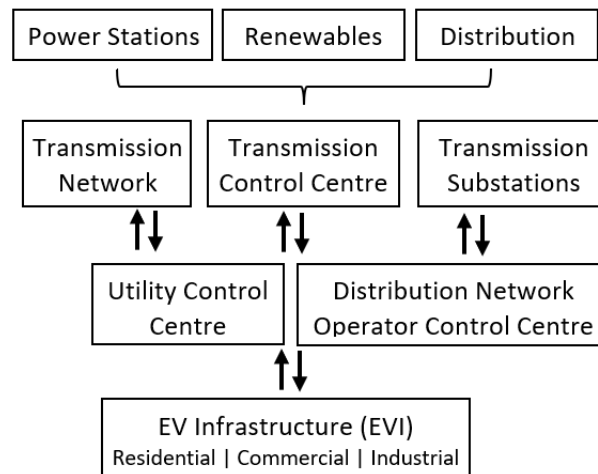 Power Stations
Renewables
Distribution
Transmission
Network
Transmission
Control Centre
Transmission
Substations
Utility Control
Centre
Distribution Network
Operator Control Centre
EV Infrastructure (EVI)
Residential | Commercial | Industrial